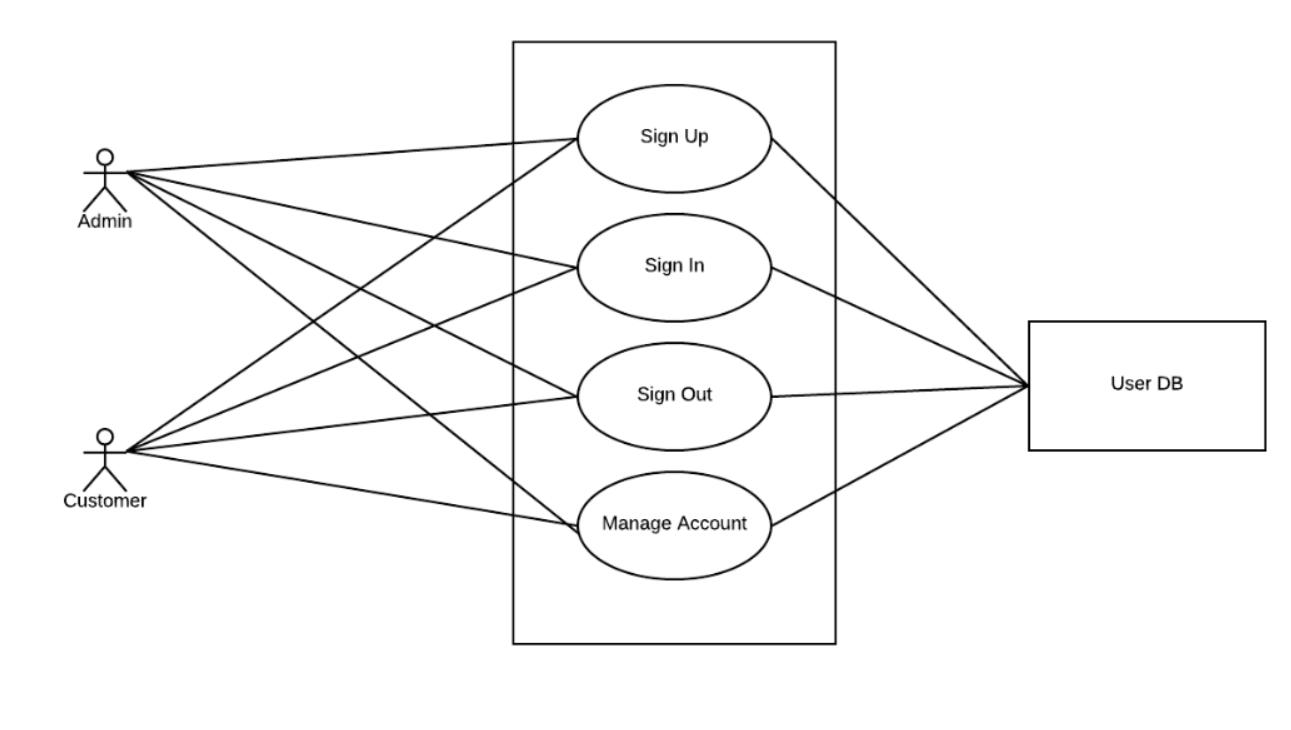 Sign Up
Admin
Sign In
User DB
Sign Out
Customer
Manage Account